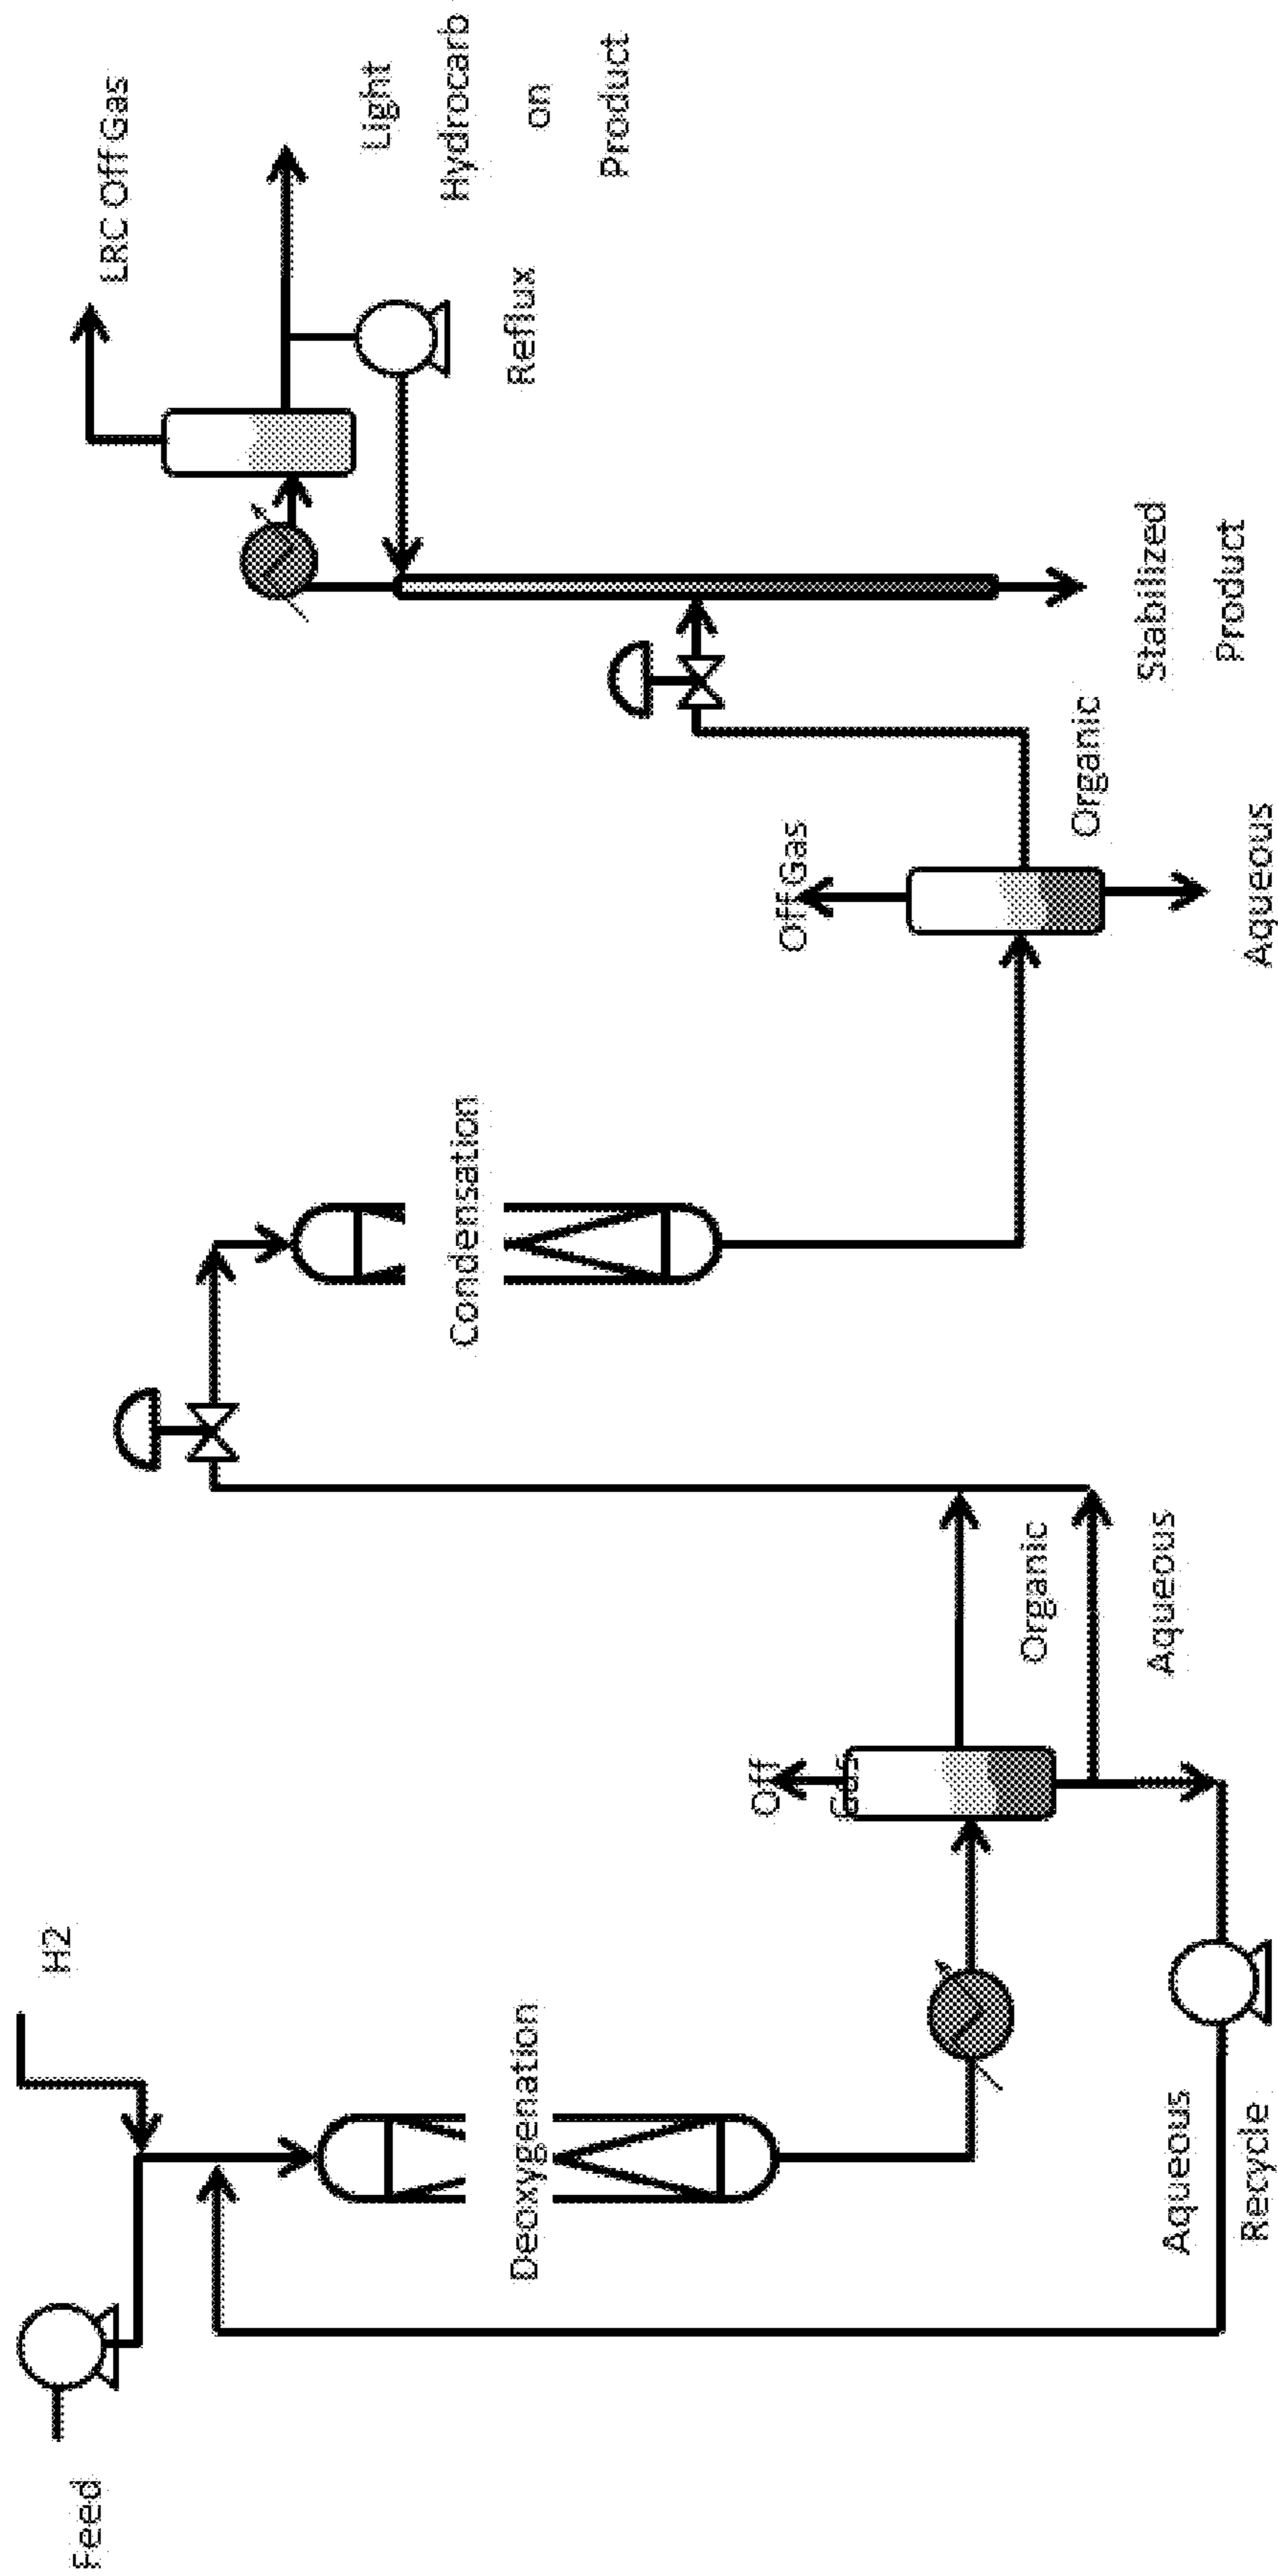 Feed
H2
Deoxygenation
Aqueous
Recycle
Off
Gas
Organic
Aqueous
Condensation
Off Gas
Organic
Aqueous
Stabilized
Product
Reflux
LRC Off Gas
Light
Hydrocarb
on
Product